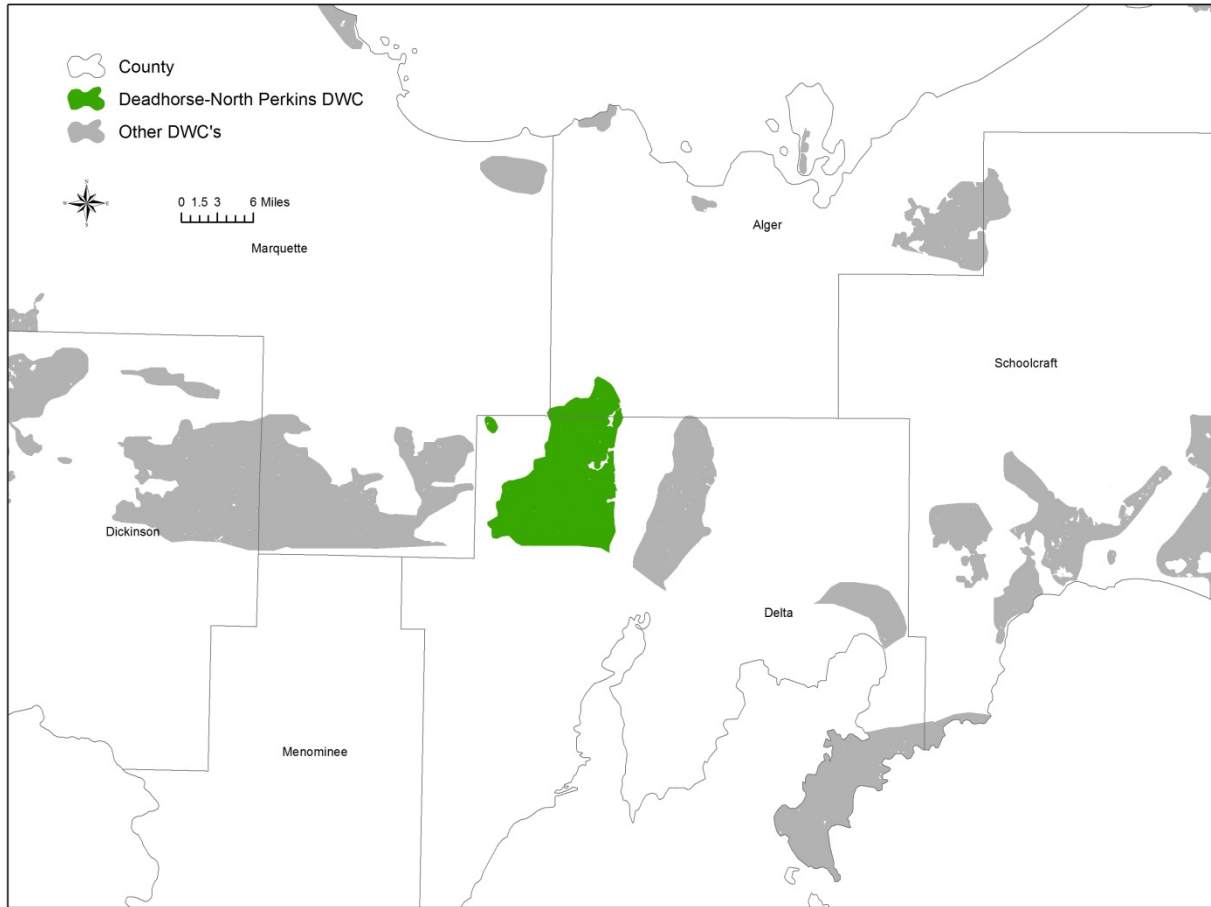 County
Deadhorse-North Perkins DWC
Other DWC's
N
W
E
S
0 1.5 3 6 Miles
Marquette
Alger
Schoolcraft
Dickinson
Delta
Menominee